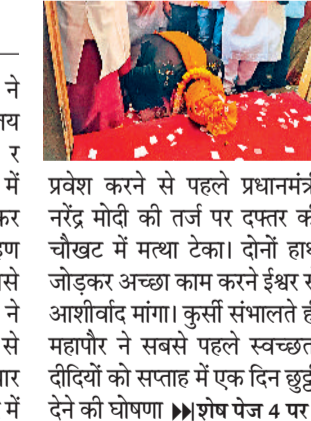 ने
में
से
ने
से
में
प्रवेश करने से पहले प्रधानमंत्री
नरेंद्र मोदी की तर्ज पर दफ्तर की
चौखट में मत्था टेका। दोनों हाथ
जोड़कर अच्छा काम करने ईश्वर से
आशीर्वाद मांगा। कुर्सी संभालते ही
महापौर ने सबसे पहले स्वच्छता
दीदियों को सप्ताह में एक दिन छुट्टी
देने की घोषणा ▶▶|शेष पेज 4 पर